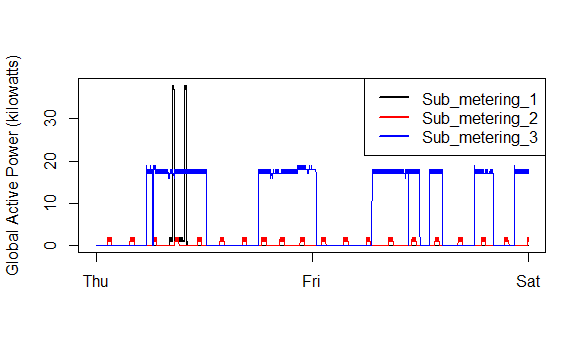 Global Active Power (kilowatts)
30
20
10
0
Sub_metering_1
Sub_metering_2
Sub_metering_3
Thu
Fri
Sat